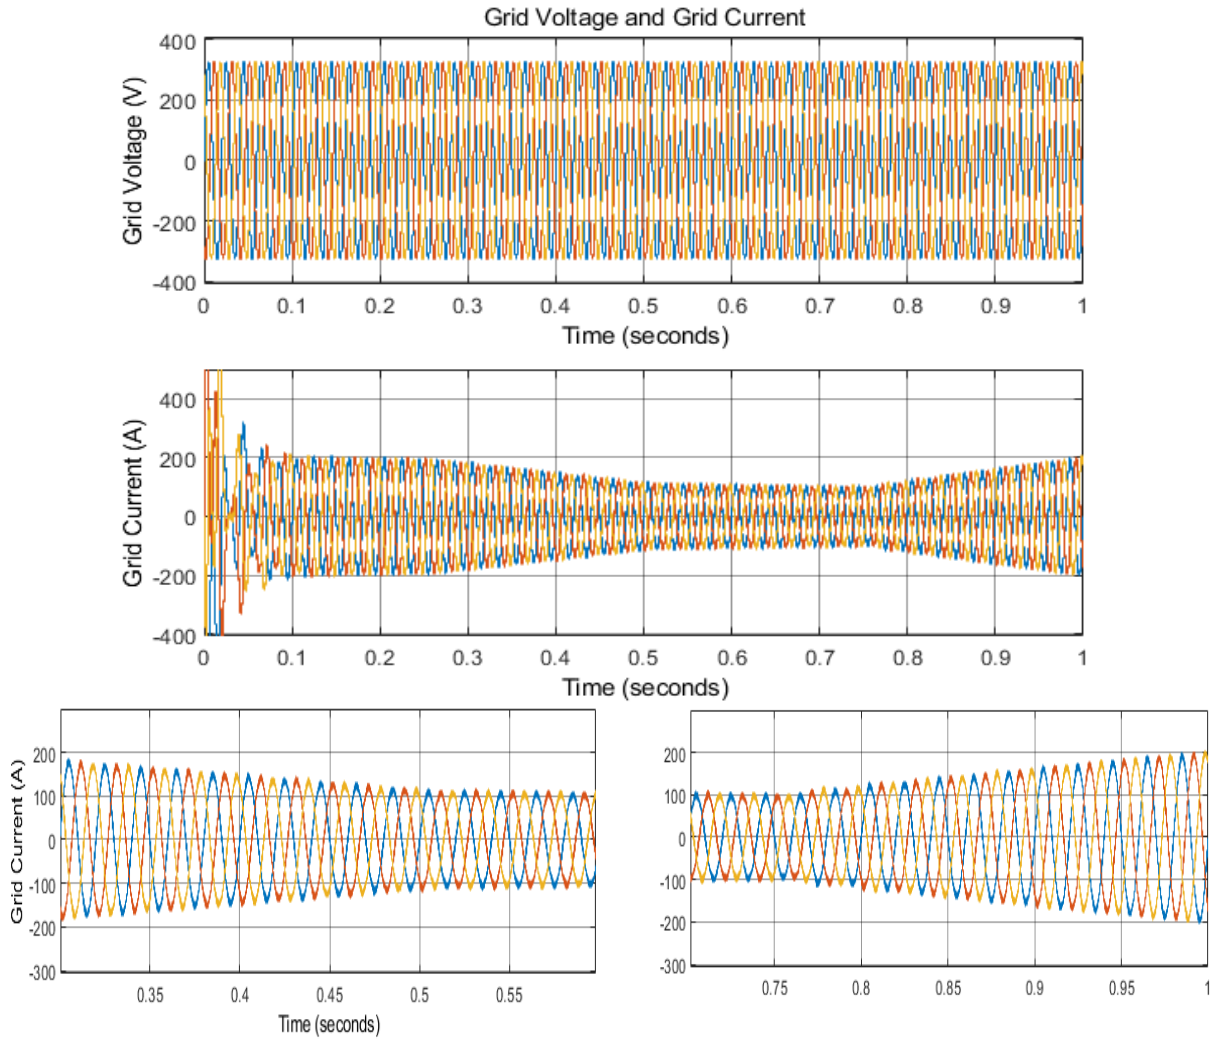 Grid Voltage and Grid Current
400
200
0
-200
-400
Grid Voltage (V)
0 0.1 0.2 0.3 0.4 0.5 0.6 0.7 0.8 0.9 1
Time (seconds)
400
200
0
-200
-400
Grid Current (A)
0 0.1 0.2 0.3 0.4 0.5 0.6 0.7 0.8 0.9 1
Time (seconds)
200
100
0
-100
-200
-300
Grid Current (A)
0.35 0.4 0.45 0.5 0.55
Time (seconds)
200
100
0
-100
-200
-300
0.75 0.8 0.85 0.9 0.95 1